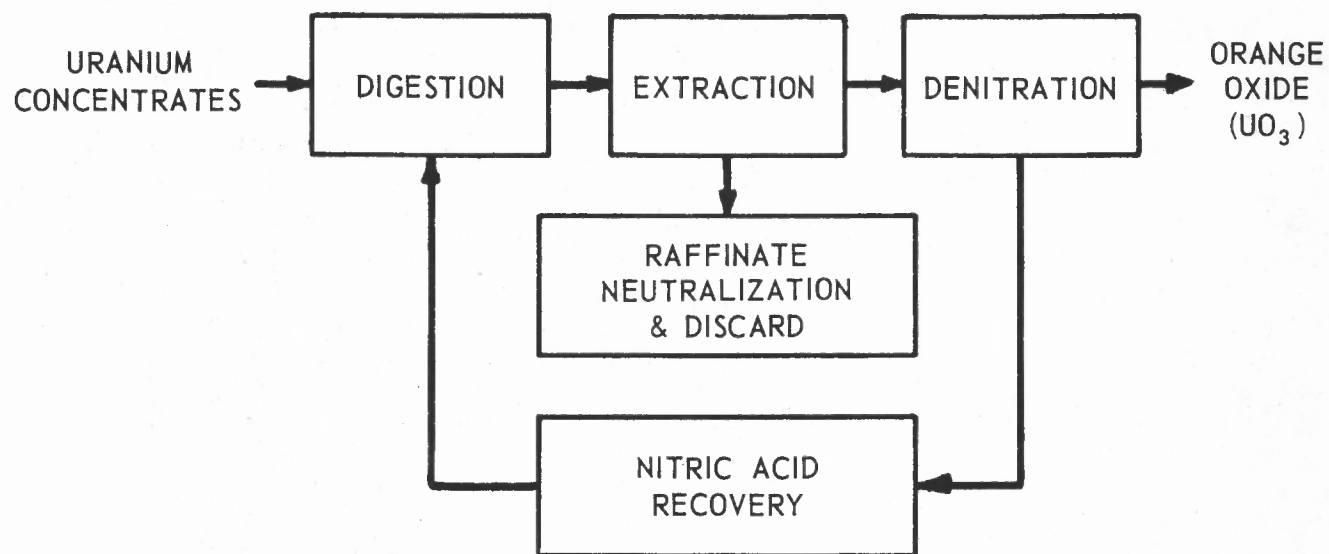 URANIUM
CONCENTRATES
DIGESTION
EXTRACTION
DENITRATION
ORANGE
OXIDE
(UO₃)
RAFFINATE
NEUTRALIZATION
& DISCARD
NITRIC ACID
RECOVERY